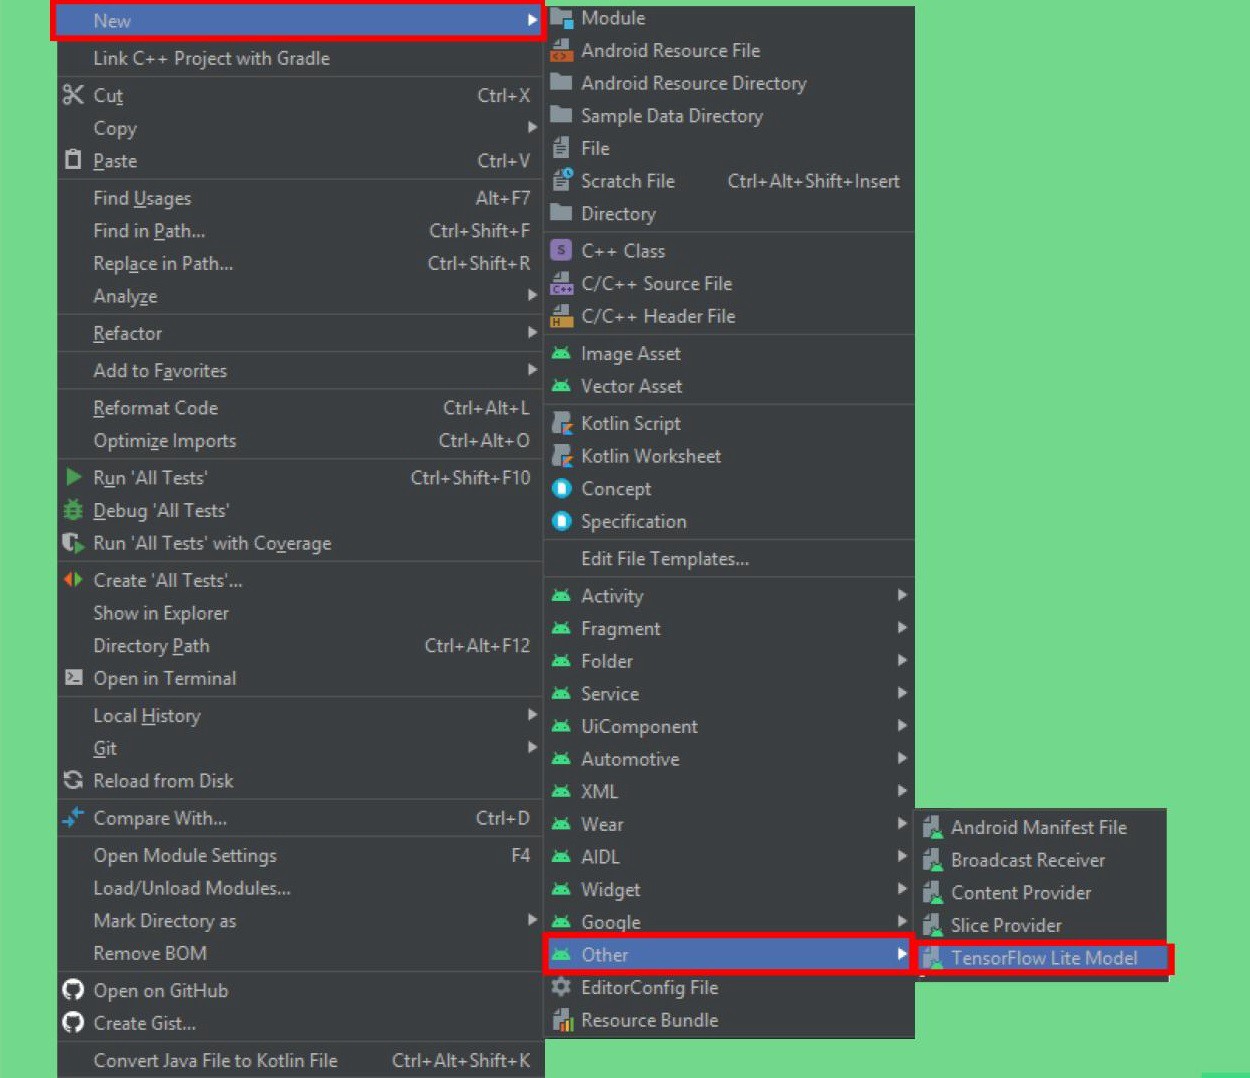 New
Link C++ Project with Gradle
Cut Ctrl+X
Copy
Paste Ctrl+V
Find Usages Alt+F7
Find in Path... Ctrl+Shift+F
Replace in Path... Ctrl+Shift+R
Analyze
Refactor
Add to Favorites
Reformat Code Ctrl+Alt+L
Optimize Imports Ctrl+Alt+O
Run 'All Tests' Ctrl+Shift+F10
Debug 'All Tests'
Run 'All Tests' with Coverage
Create 'All Tests'...
Show in Explorer
Directory Path Ctrl+Alt+F12
Open in Terminal
Local History
Git
Reload from Disk
Compare With... Ctrl+D
Open Module Settings F4
Load/Unload Modules...
Mark Directory as
Remove BOM
Open on GitHub
Create Gist...
Convert Java File to Kotlin File Ctrl+Alt+Shift+K
Module
Android Resource File
Android Resource Directory
Sample Data Directory
File
Scratch File Ctrl+Alt+Shift+Insert
Directory
S C++ Class
C++ C/C++ Source File
H C/C++ Header File
Image Asset
Vector Asset
Kotlin Script
Kotlin Worksheet
Concept
Specification
Edit File Templates...
Activity
Fragment
Folder
Service
UiComponent
Automotive
XML
Wear
AIDL
Widget
Google
Other
EditorConfig File
Resource Bundle
Android Manifest File
Broadcast Receiver
Content Provider
Slice Provider
TensorFlow Lite Model